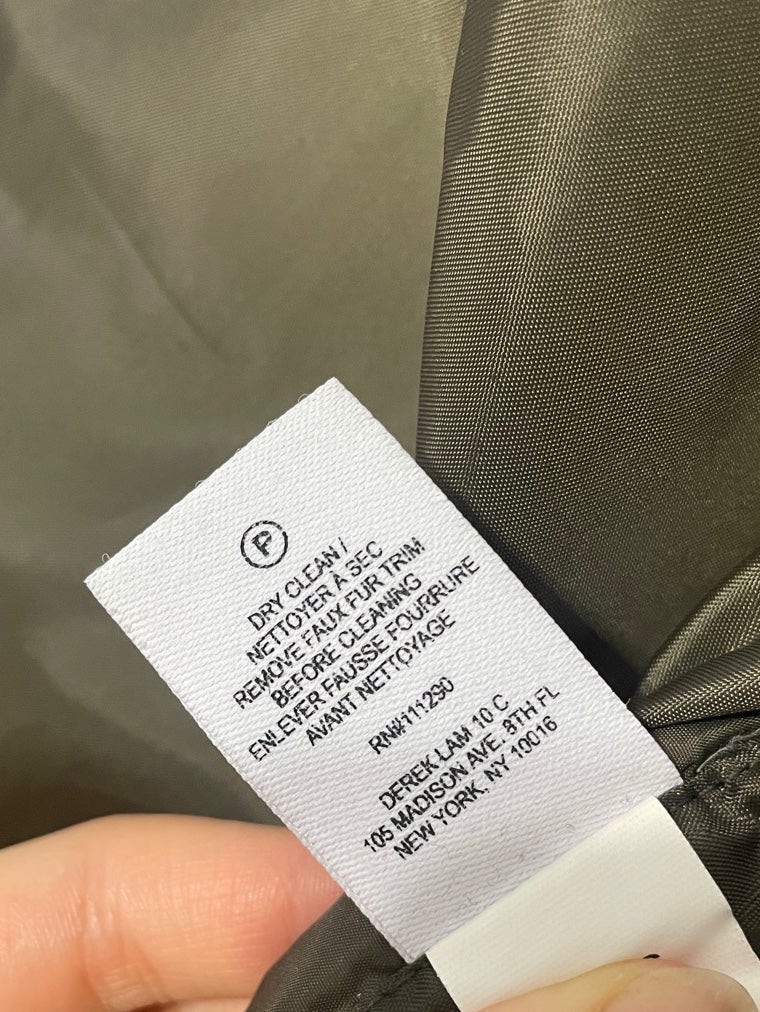 P
DRY CLEAN /
NETTOYER À SEC
REMOVE FAUX FUR TRIM
BEFORE CLEANING
ENLEVER FAUSSE FOURRURE
AVANT NETTOYAGE
RN#111290
DEREK LAM 10 C
105 MADISON AVE. 8TH FL
NEW YORK, NY 10016